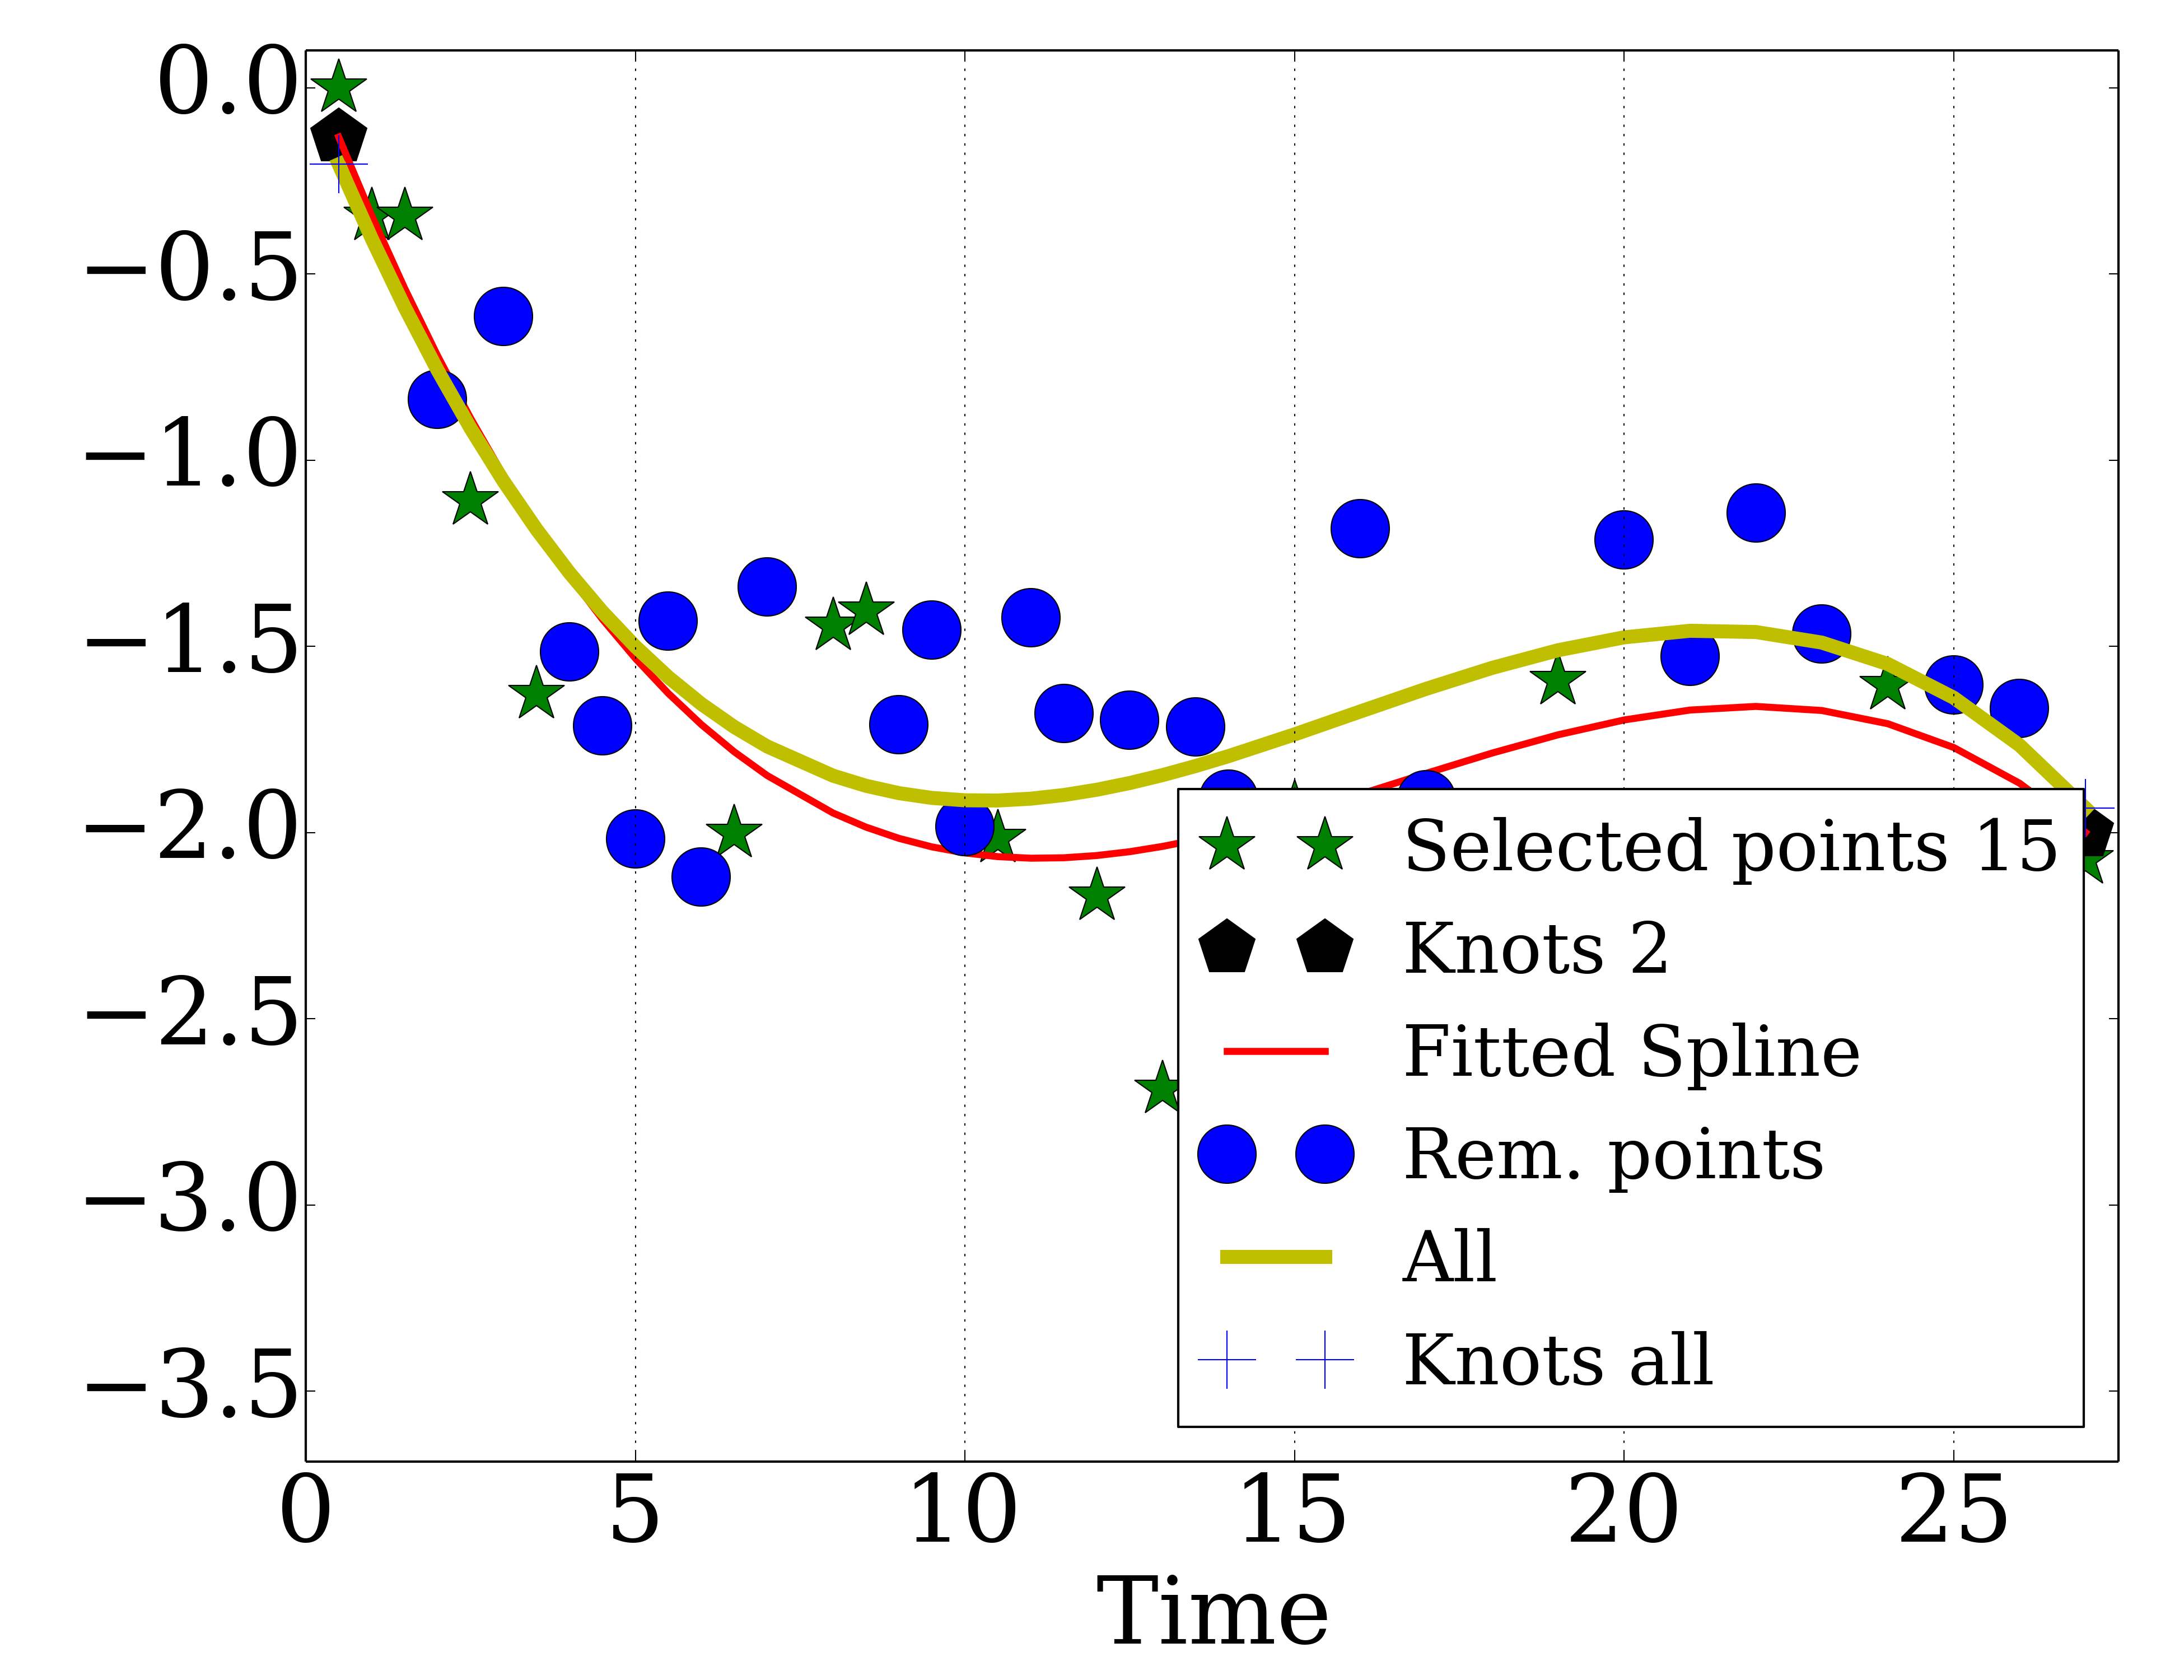 0.0
−0.5
−1.0
−1.5
−2.0
−2.5
−3.0
−3.5
Selected points 15
Knots 2
Fitted Spline
Rem. points
All
Knots all
0 5 10 15 20 25
Time